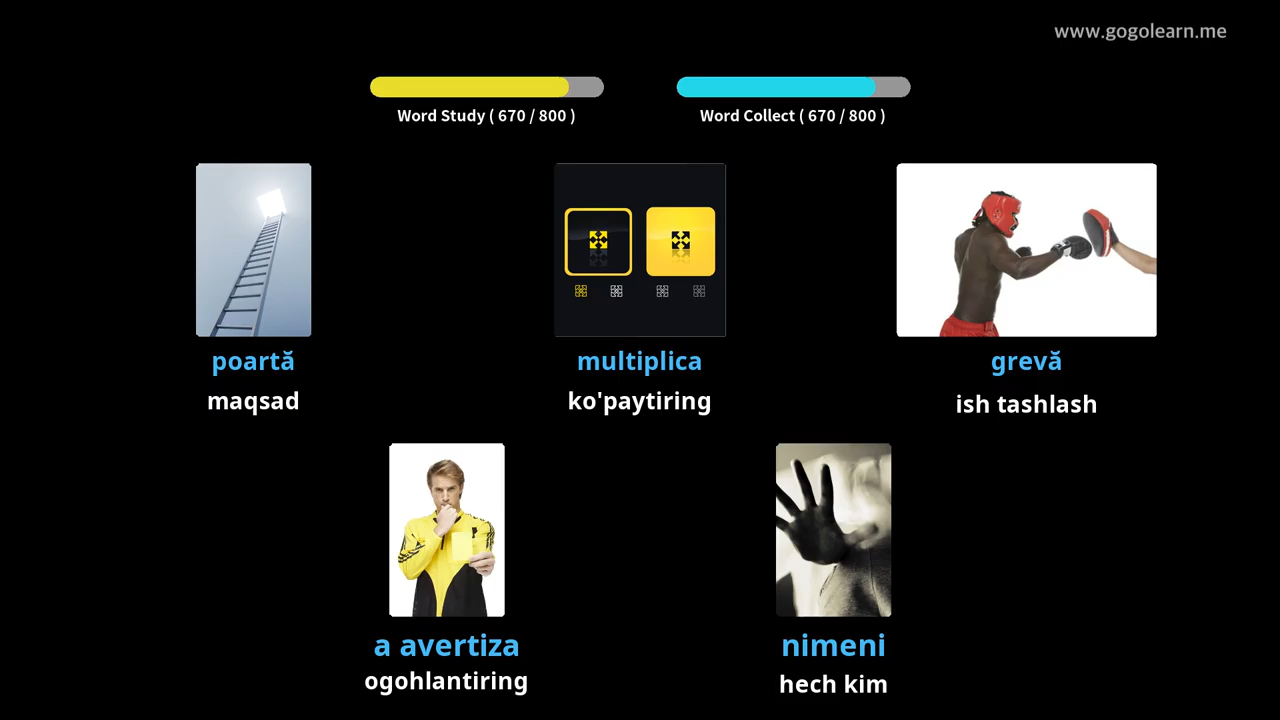 www.gogolearn.me
Word Study ( 670 / 800 )
Word Collect ( 670 / 800 )
poartă
multiplica
grevă
maqsad
ko'paytiring
ish tashlash
a avertiza
nimeni
ogohlantiring
hech kim